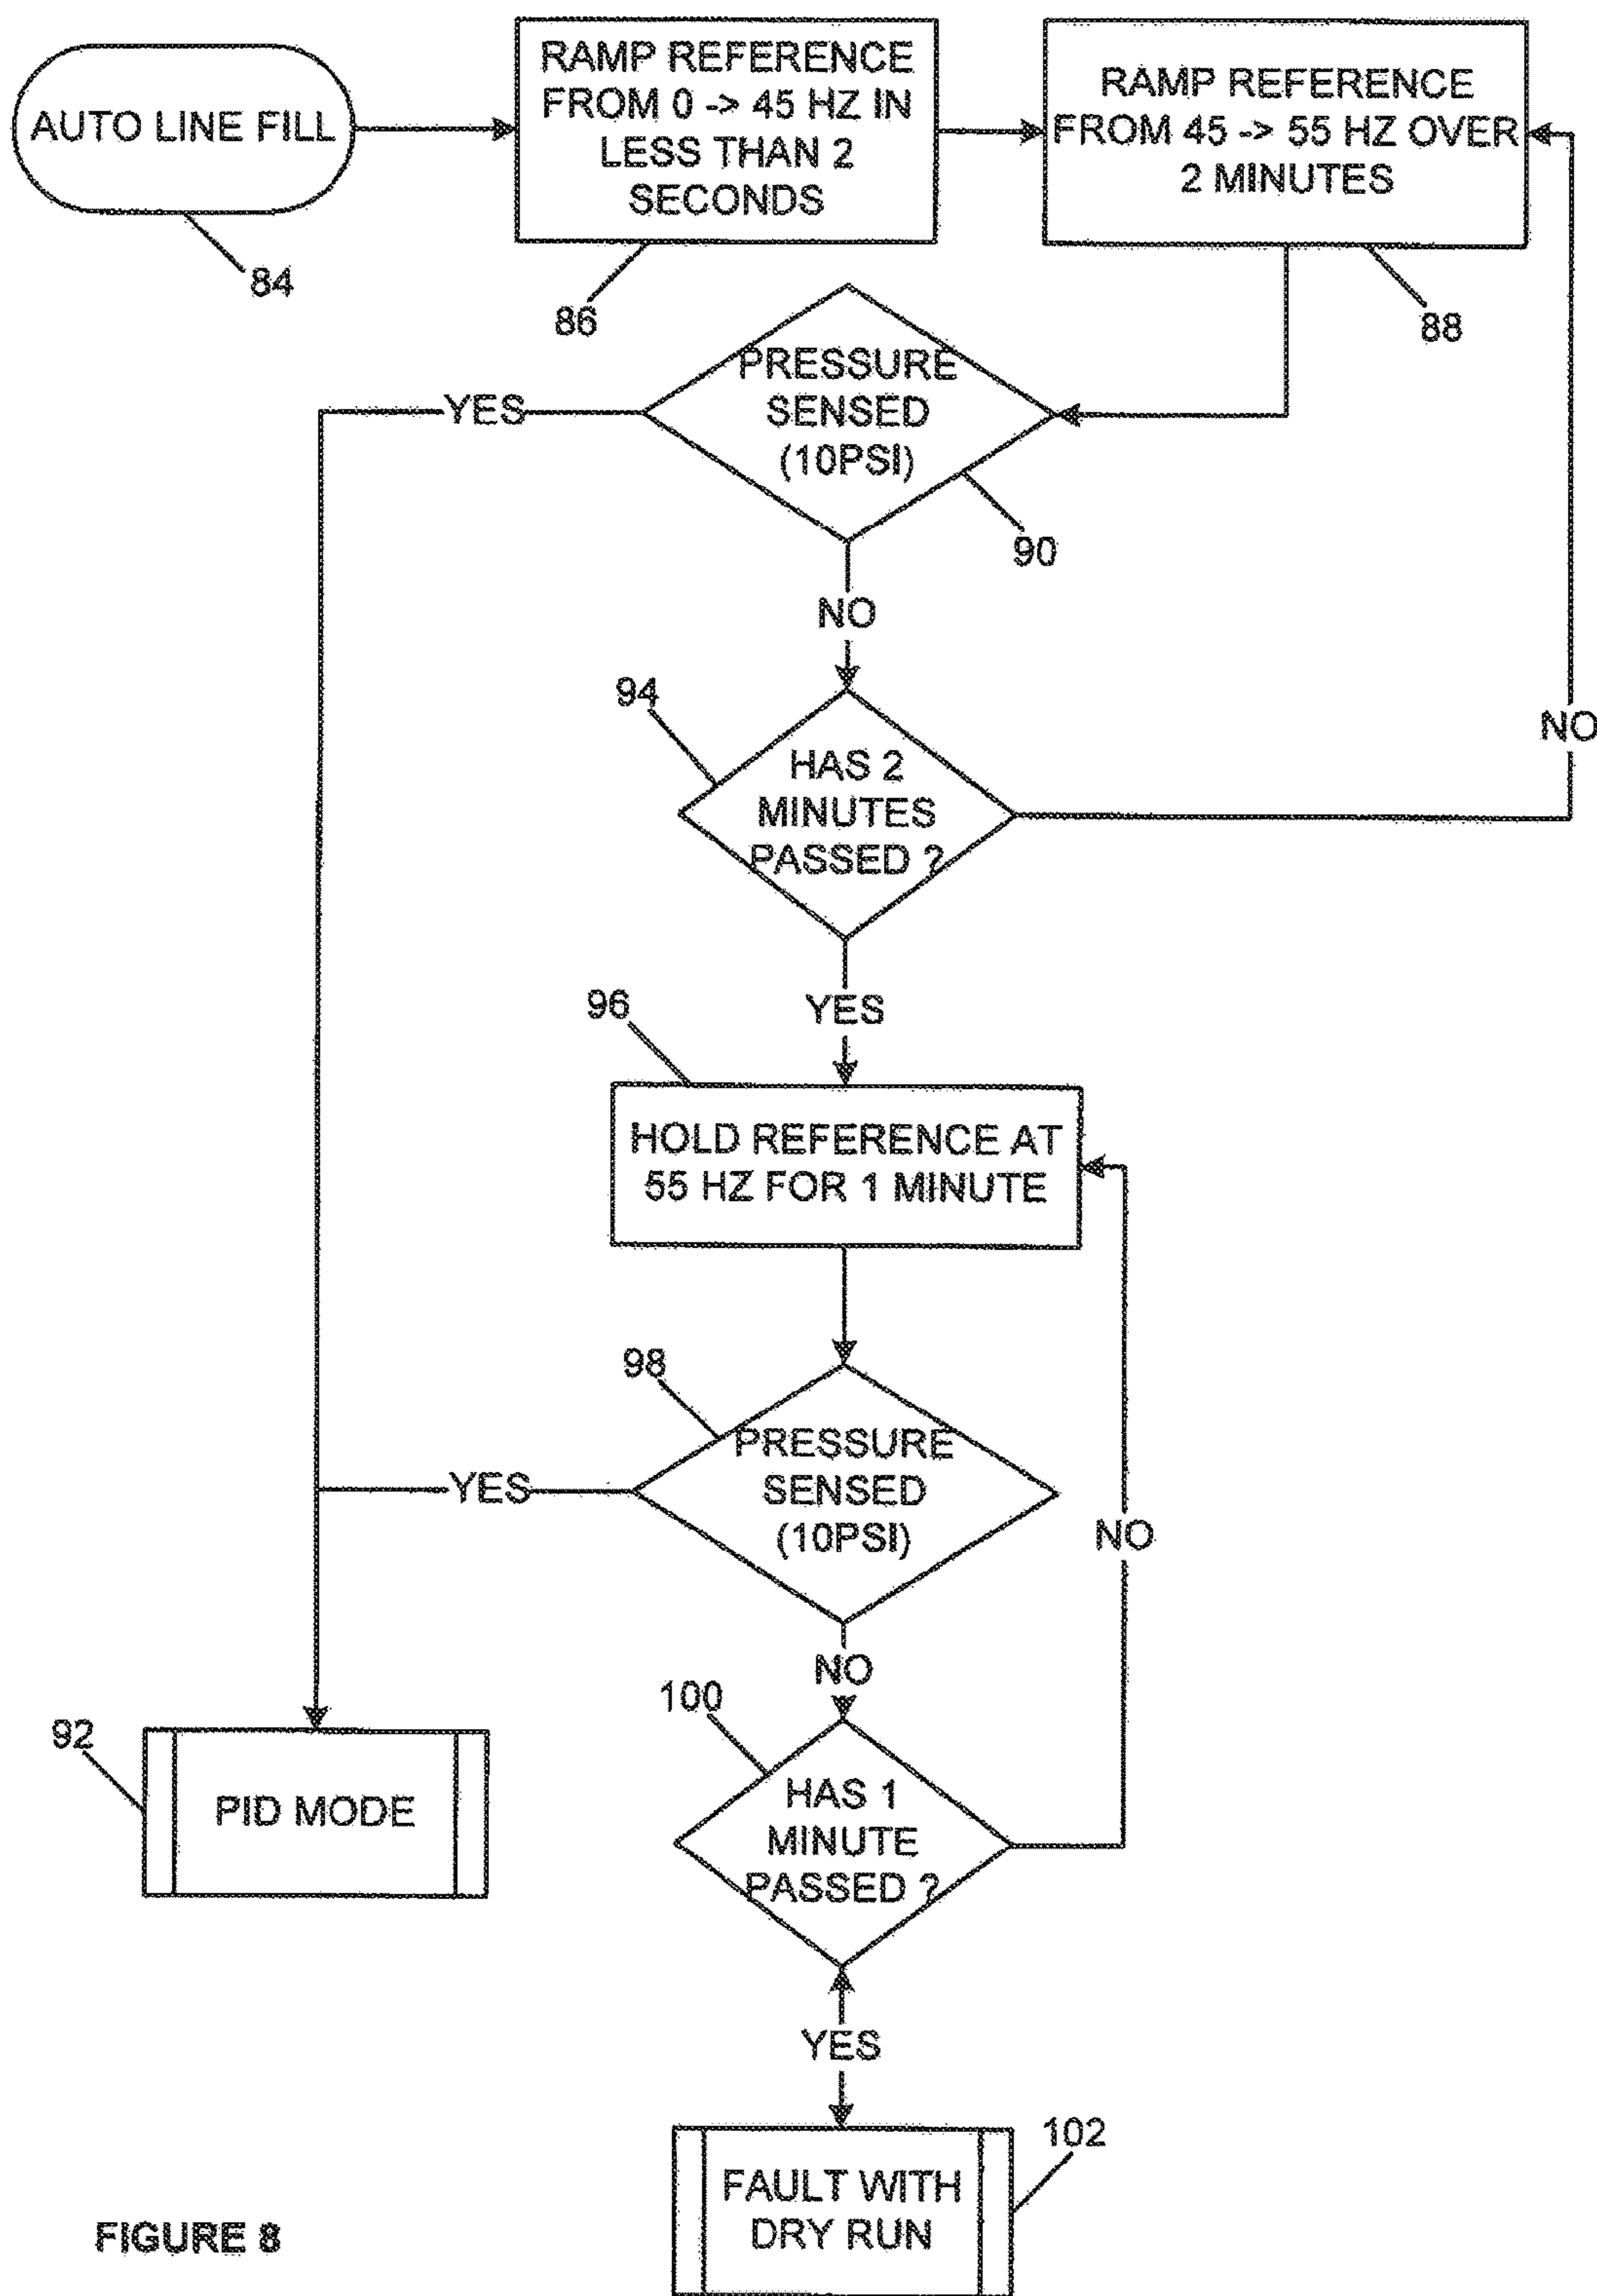 AUTO LINE FILL
84
RAMP REFERENCE
FROM 0 -> 45 HZ IN
LESS THAN 2
SECONDS
86
RAMP REFERENCE
FROM 45 -> 55 HZ OVER
2 MINUTES
88
PRESSURE
SENSED
(10PSI)
90
YES
NO
94
HAS 2
MINUTES
PASSED ?
NO
YES
96
HOLD REFERENCE AT
55 HZ FOR 1 MINUTE
98
PRESSURE
SENSED
(10PSI)
YES
NO
NO
100
HAS 1
MINUTE
PASSED ?
92
PID MODE
YES
102
FAULT WITH
DRY RUN
FIGURE 8